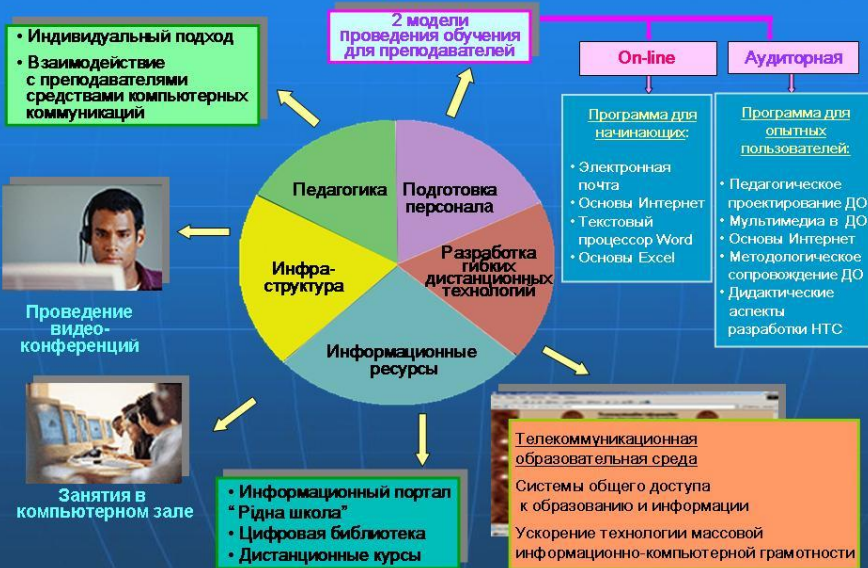 • Индивидуальный подход
• Взаимодействие
с преподавателями
средствами компьютерных
коммуникаций
2 модели
проведения обучения
для преподавателей
On-line
Аудиторная
Программа для
начинающих:
• Электронная
почта
• Основы Интернет
• Текстовый
процессор Word
• Основы Excel
Программа для
опытных
пользователей:
• Педагогическое
проектирование ДО
• Мультимедиа в ДО
• Основы Интернет
• Методологическое
сопровождение ДО
• Дидактические
аспекты
разработки НТС
Педагогика
Подготовка
персонала
Инфра-
структура
Разработка
гибких
дистанционных
технологий
Информационные
ресурсы
Проведение
видео-
конференций
Занятия в
компьютерном зале
• Информационный портал
“ Рідна школа”
• Цифровая библиотека
• Дистанционные курсы
Телекоммуникационная
образовательная среда
Системы общего доступа
к образованию и информации
Ускорение технологии массовой
информационно-компьютерной грамотности